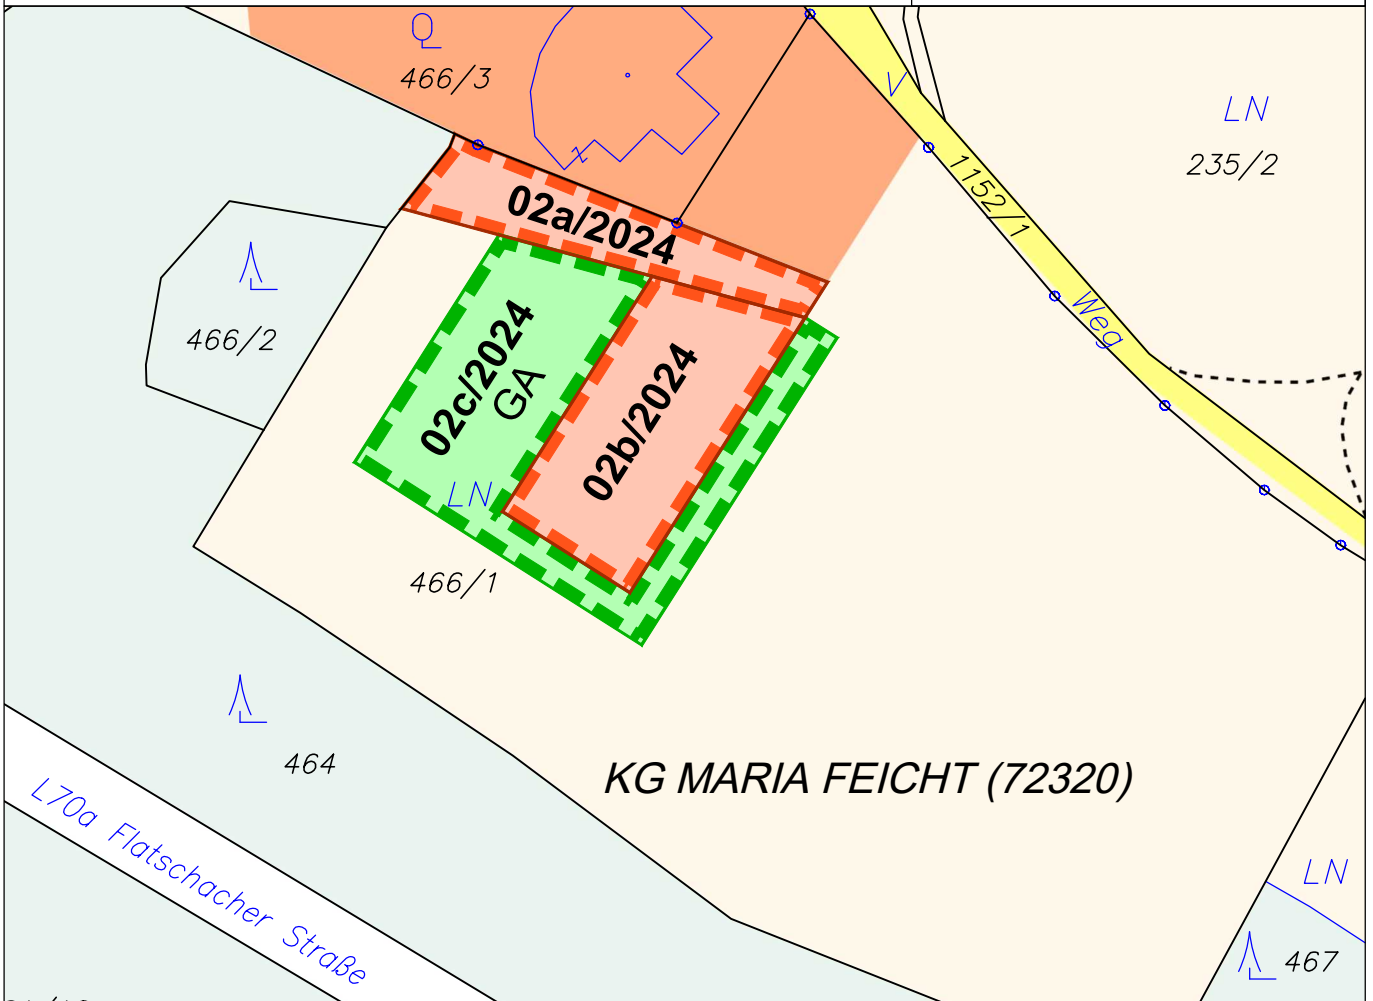 466/3
V
LN
235/2
1152/1
z
02a/2024
Weg
466/2
02c/2024
GA
02b/2024
LN
466/1
464
KG MARIA FEICHT (72320)
L70a Flatschacher Straße
LN
467